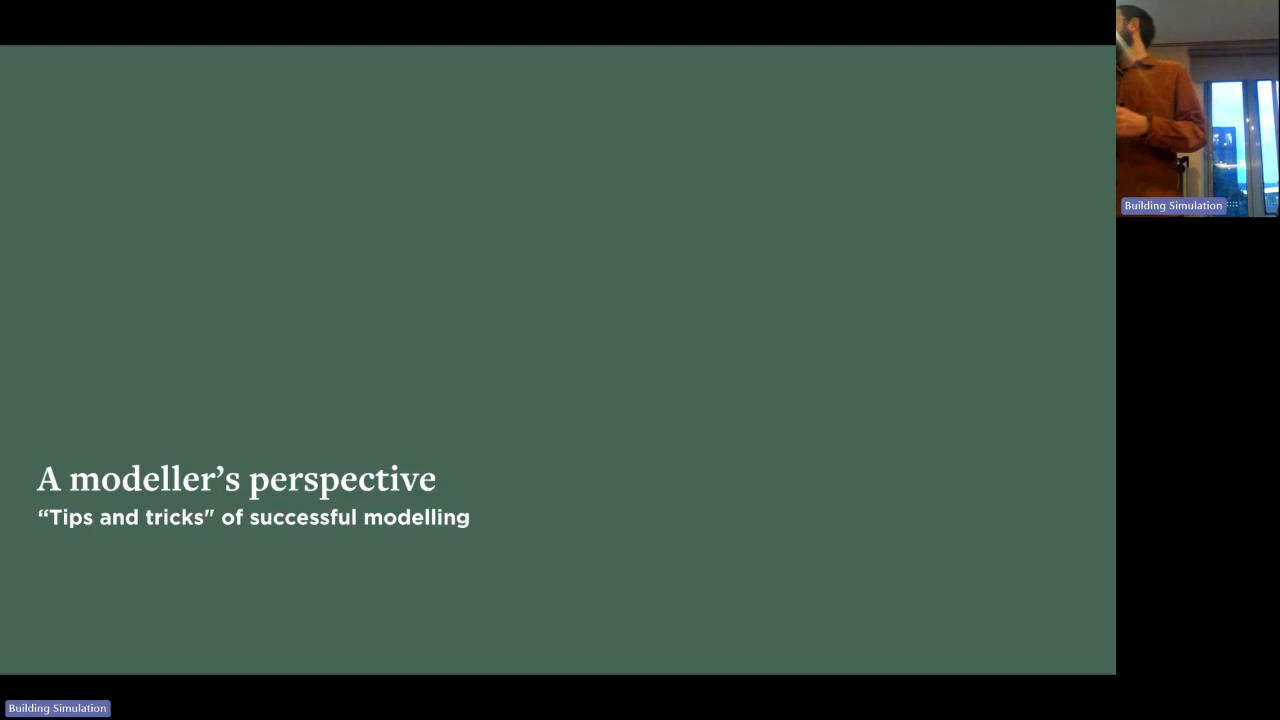 A modeller’s perspective
“Tips and tricks" of successful modelling
Building Simulation
Building Simulation